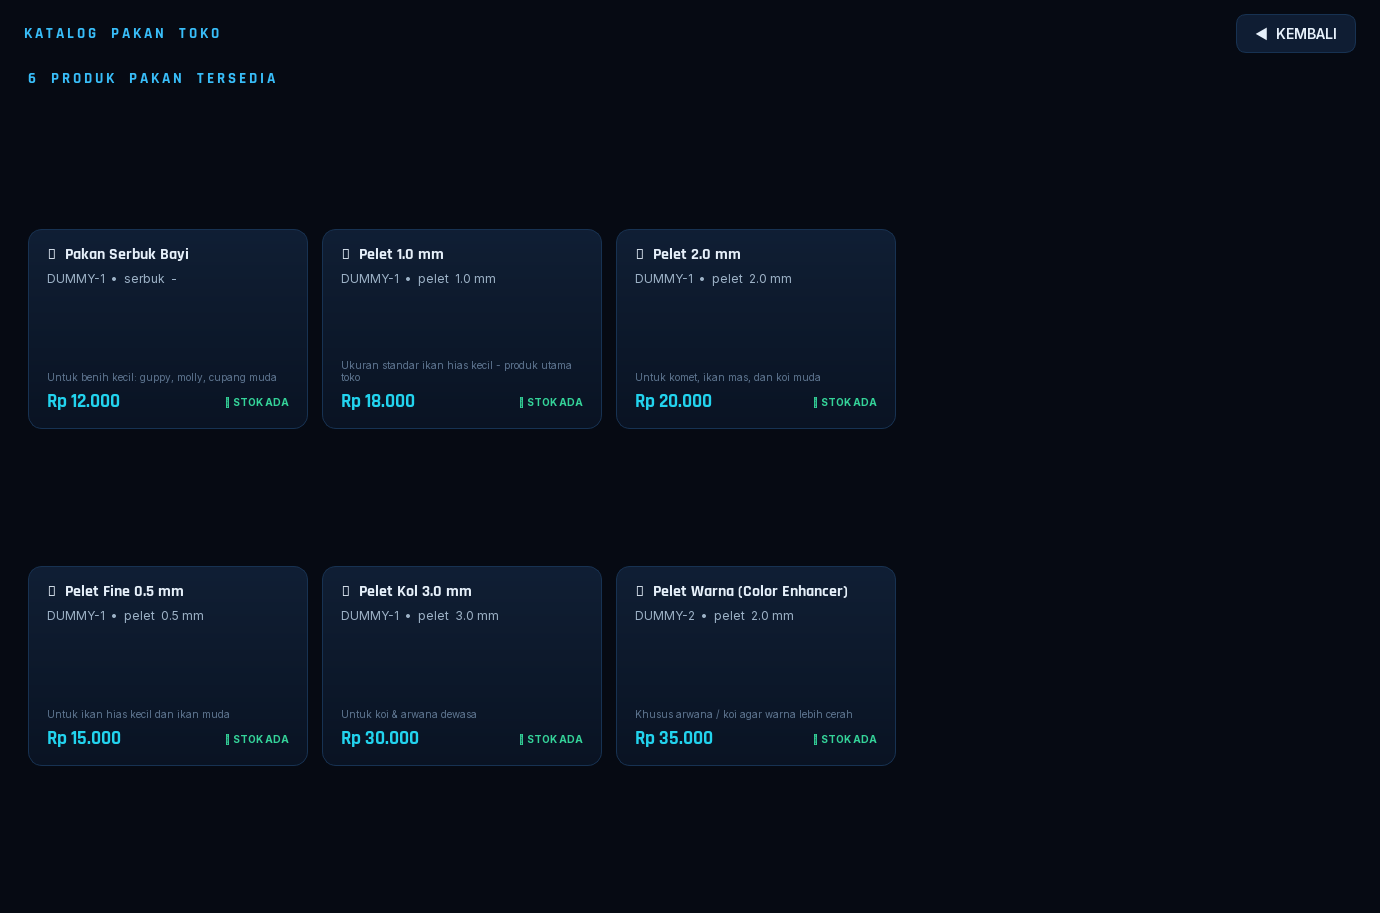 KATALOG PAKAN TOKO
◀ KEMBALI
6 PRODUK PAKAN TERSEDIA
Pakan Serbuk Bayi
DUMMY-1 • serbuk -
Untuk benih kecil: guppy, molly, cupang muda
Rp 12.000
STOK ADA
Pelet 1.0 mm
DUMMY-1 • pelet 1.0 mm
Ukuran standar ikan hias kecil - produk utama
toko
Rp 18.000
STOK ADA
Pelet 2.0 mm
DUMMY-1 • pelet 2.0 mm
Untuk komet, ikan mas, dan koi muda
Rp 20.000
STOK ADA
Pelet Fine 0.5 mm
DUMMY-1 • pelet 0.5 mm
Untuk ikan hias kecil dan ikan muda
Rp 15.000
STOK ADA
Pelet Kol 3.0 mm
DUMMY-1 • pelet 3.0 mm
Untuk koi & arwana dewasa
Rp 30.000
STOK ADA
Pelet Warna (Color Enhancer)
DUMMY-2 • pelet 2.0 mm
Khusus arwana / koi agar warna lebih cerah
Rp 35.000
STOK ADA